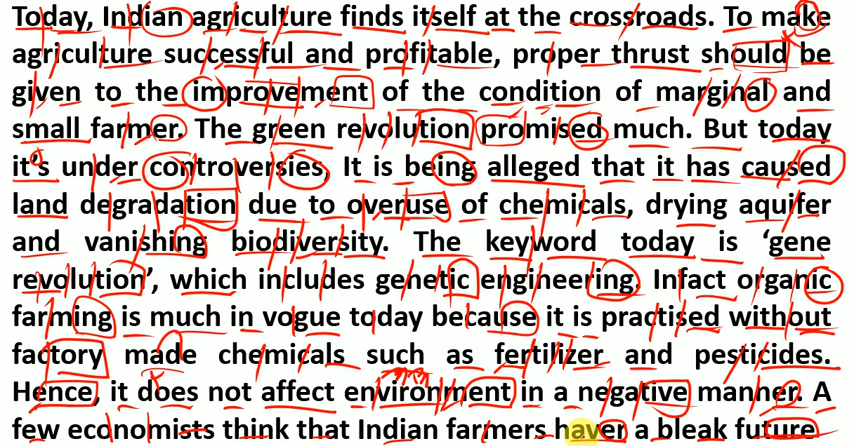 Today, Indian agriculture finds itself at the crossroads. To make
agriculture successful and profitable, proper thrust should be
given to the improvement of the condition of marginal and
small farmer. The green revolution promised much. But today
it's under controversies, It is being alleged that it has caused
land degradation due to overuse of chemicals, drying aquifer
and vanishing biodiversity. The keyword today is ‘gene
revolution’, which includes genetic engineering. Infact organic
farming is much in vogue today because it is practised without
factory made chemicals such as fertilizer and pesticides.
Hence, it does not affect environment in a negative manner. A
few economists think that Indian farmers haver a bleak future